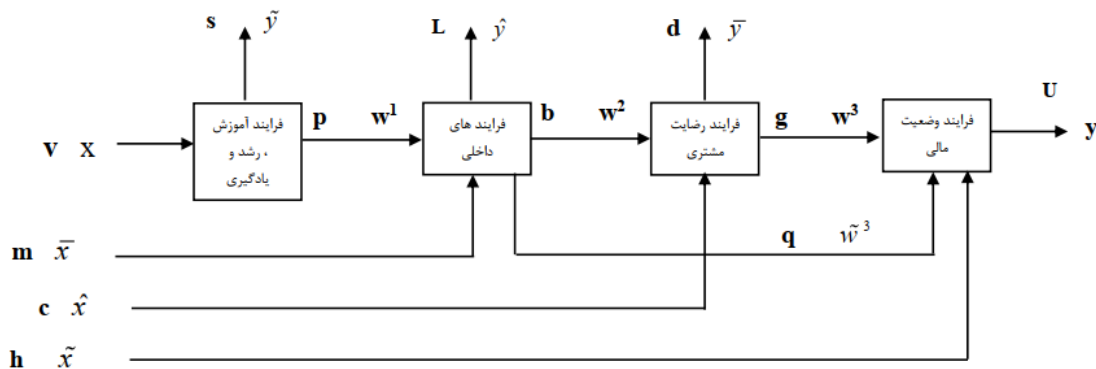 s ỹ
L ŷ
d ȳ
U
v x
فرایند آموزش
، رشد و
یادگیری
p w¹
فرایند های
داخلی
b w²
فرایند رضایت
مشتری
g w³
فرایند وضعیت
مالی
y
m x̄
q w̃ ³
c x̂
h x̃